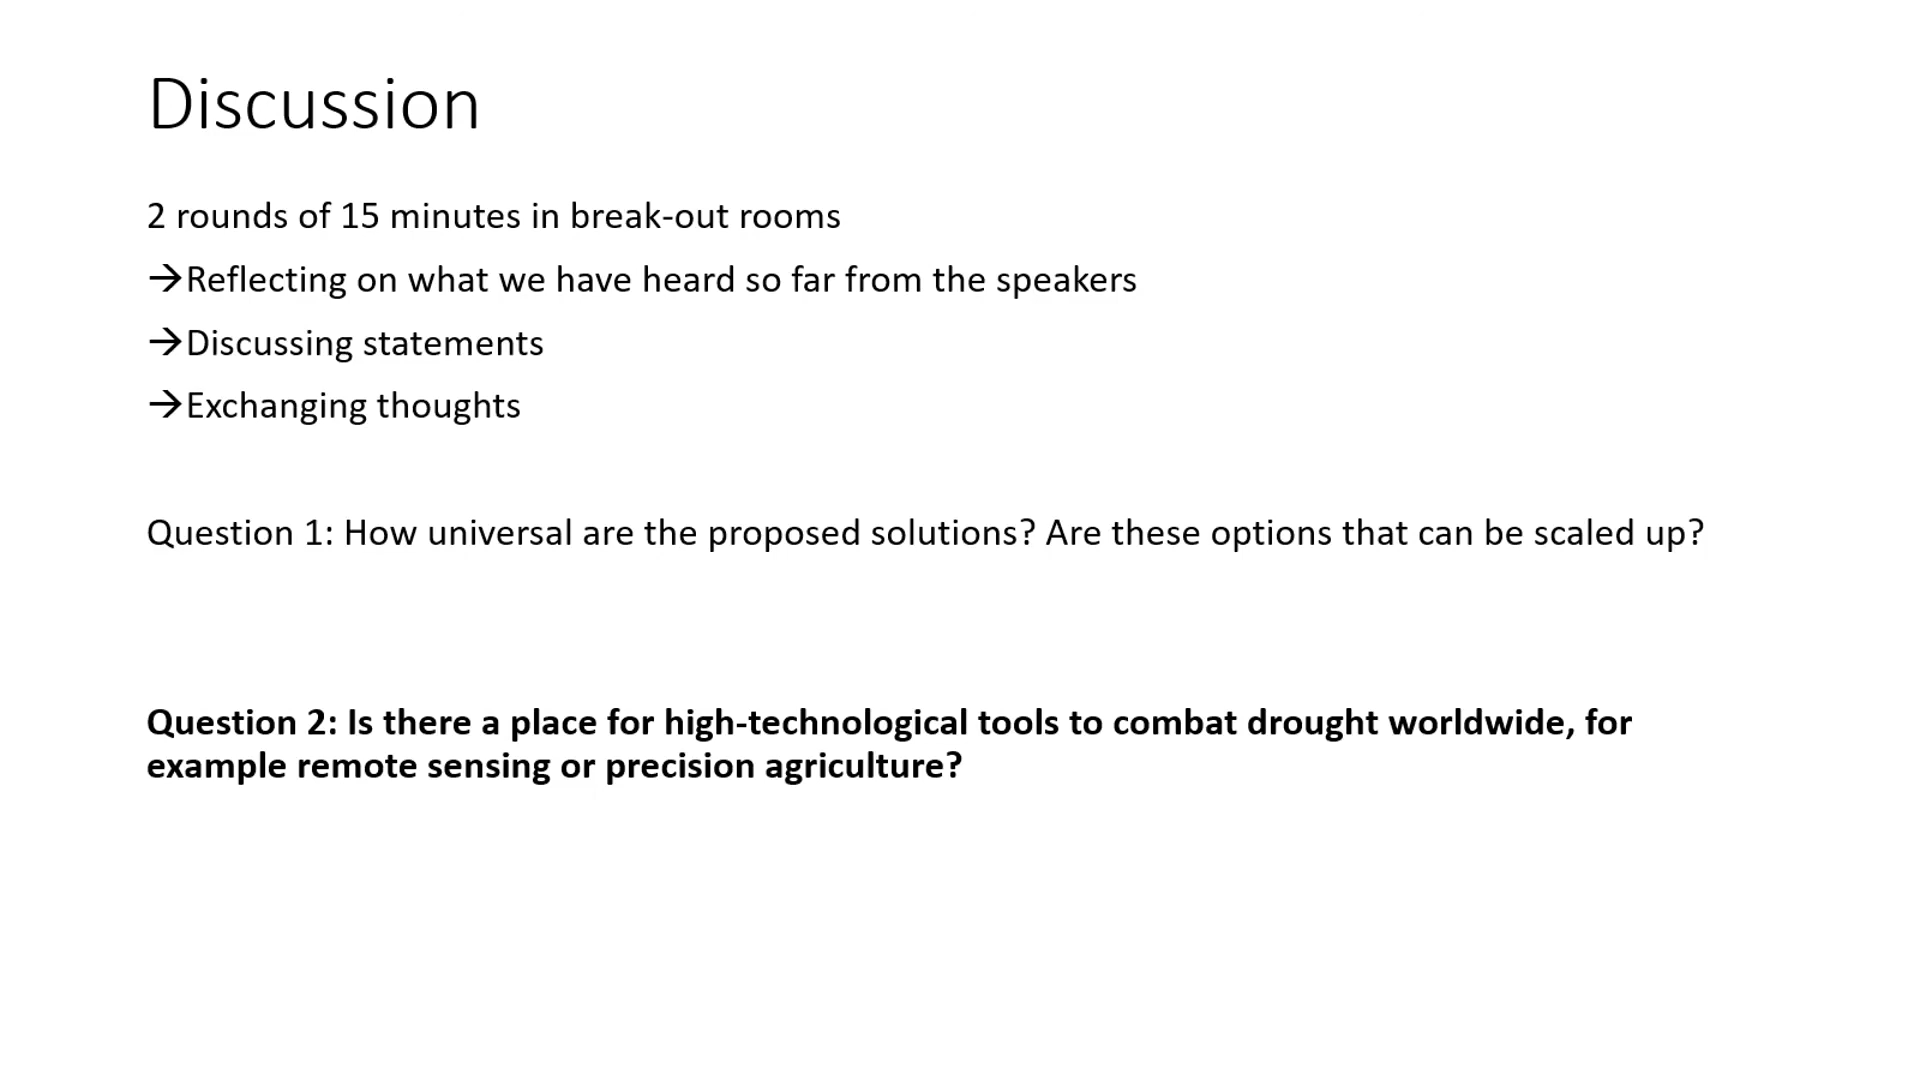 Discussion
2 rounds of 15 minutes in break-out rooms
→Reflecting on what we have heard so far from the speakers
→Discussing statements
→Exchanging thoughts
Question 1: How universal are the proposed solutions? Are these options that can be scaled up?
Question 2: Is there a place for high-technological tools to combat drought worldwide, for
example remote sensing or precision agriculture?